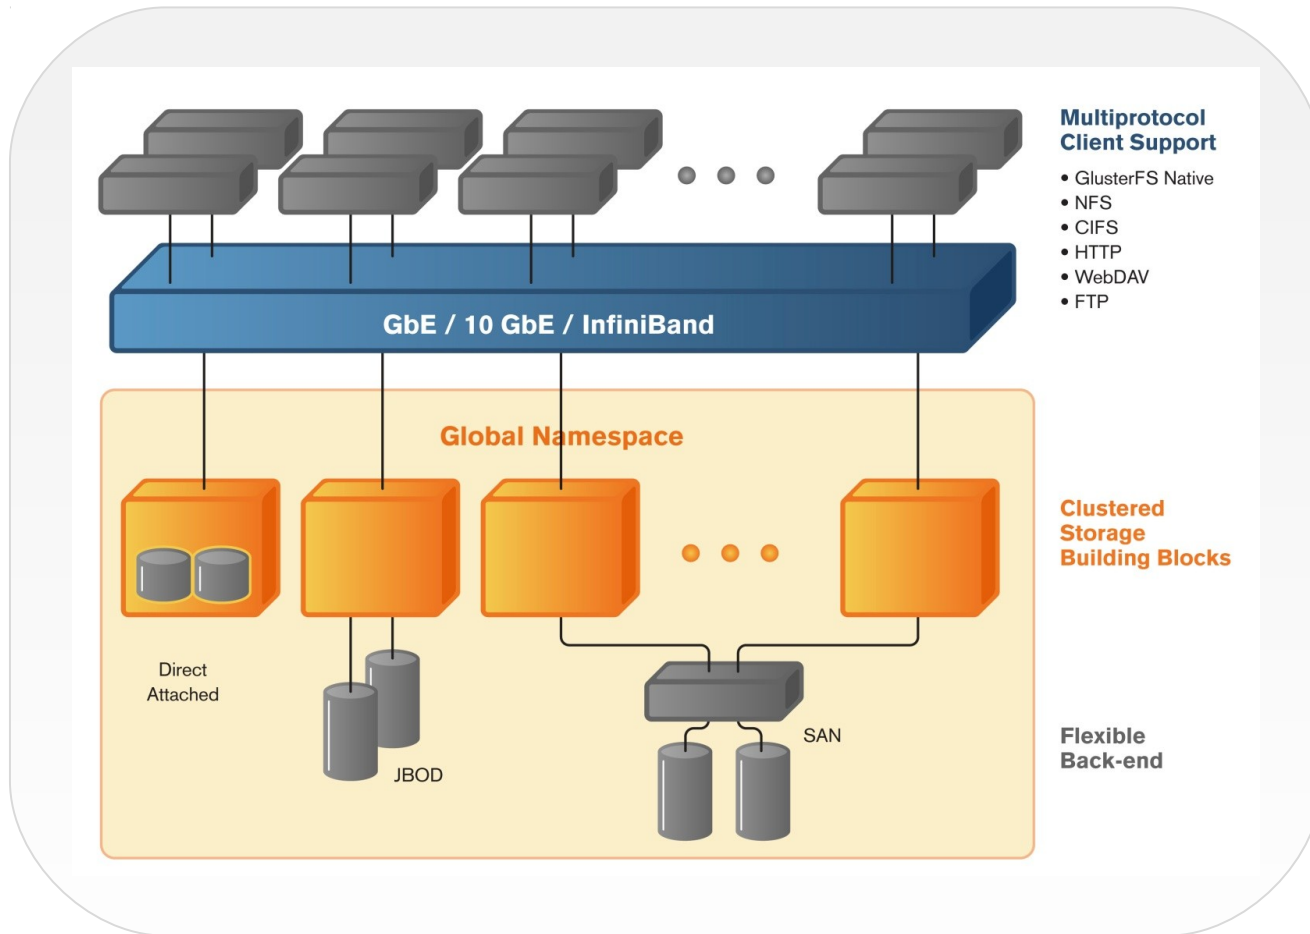 Multiprotocol
Client Support
• GlusterFS Native
• NFS
• CIFS
• HTTP
• WebDAV
• FTP
GbE / 10 GbE / InfiniBand
Global Namespace
Clustered
Storage
Building Blocks
Direct
Attached
JBOD
SAN
Flexible
Back-end